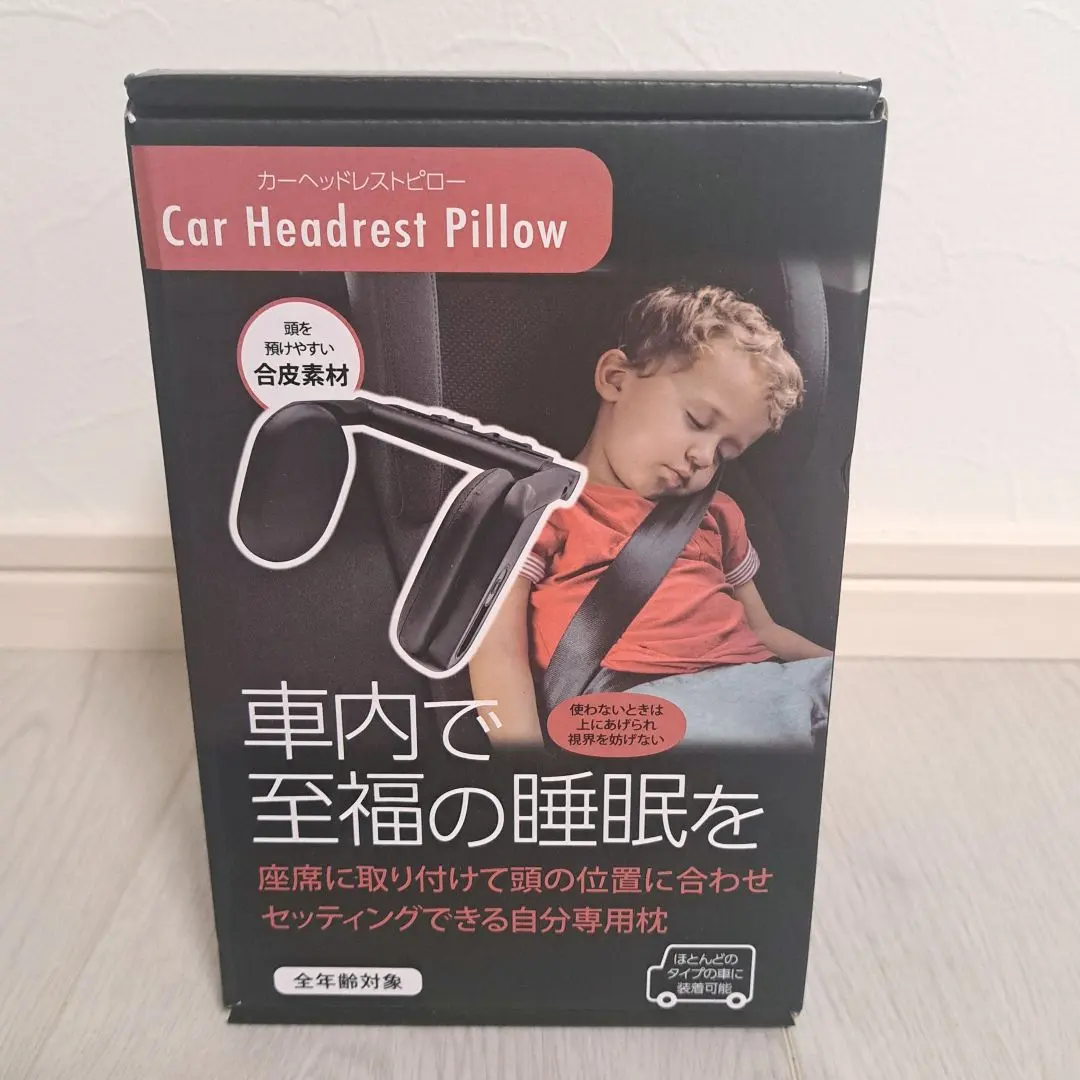 カーヘッドレストピロー
Car Headrest Pillow
頭を
預けやすい
合皮素材
使わないときは
上にあげられ
視界を妨げない
車内で
至福の睡眠を
座席に取り付けて頭の位置に合わせ
セッティングできる自分専用枕
全年齢対象
ほとんどの
タイプの車に
装着可能